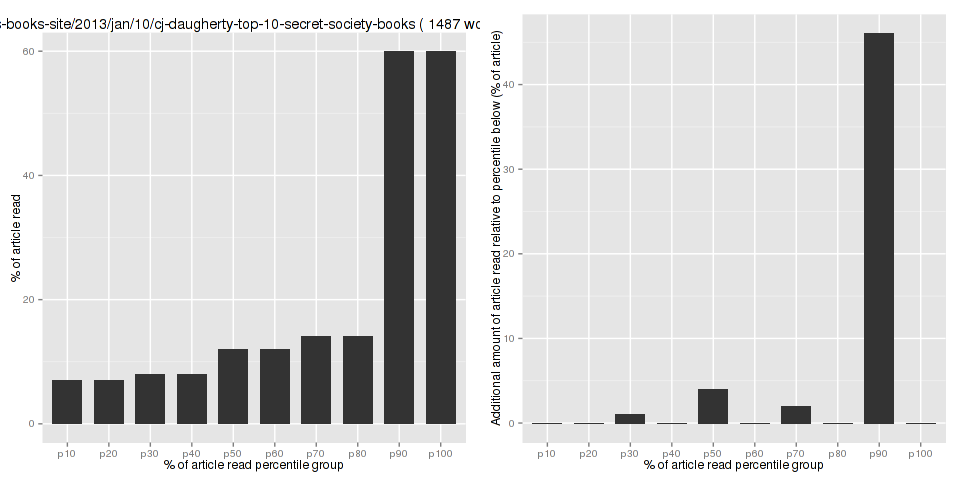 s-books-site/2013/jan/10/cj-daugherty-top-10-secret-society-books ( 1487 wo
% of article read
60
40
20
0
p10 p20 p30 p40 p50 p60 p70 p80 p90 p100
% of article read percentile group
Additional amount of article read relative to percentile below (% of article)
40
30
20
10
0
p10 p20 p30 p40 p50 p60 p70 p80 p90 p100
% of article read percentile group